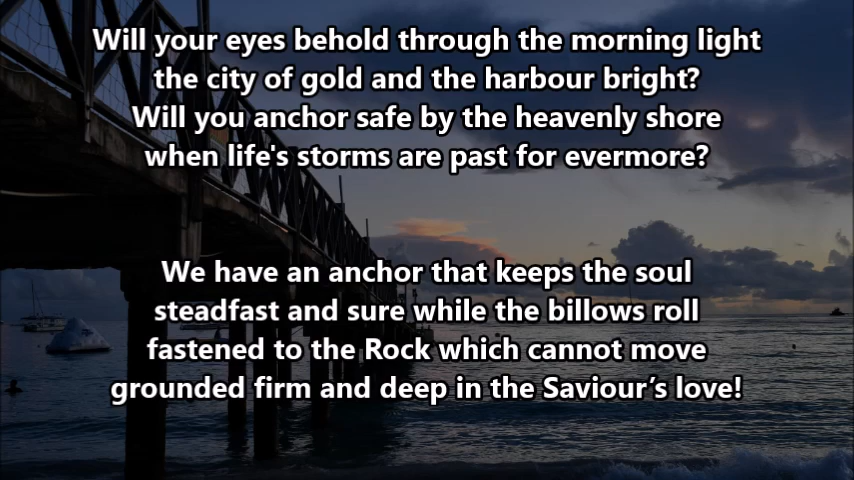 Will your eyes behold through the morning light
the city of gold and the harbour bright?
Will you anchor safe by the heavenly shore
when life's storms are past for evermore?
We have an anchor that keeps the soul
steadfast and sure while the billows roll
fastened to the Rock which cannot move
grounded firm and deep in the Saviour’s love!